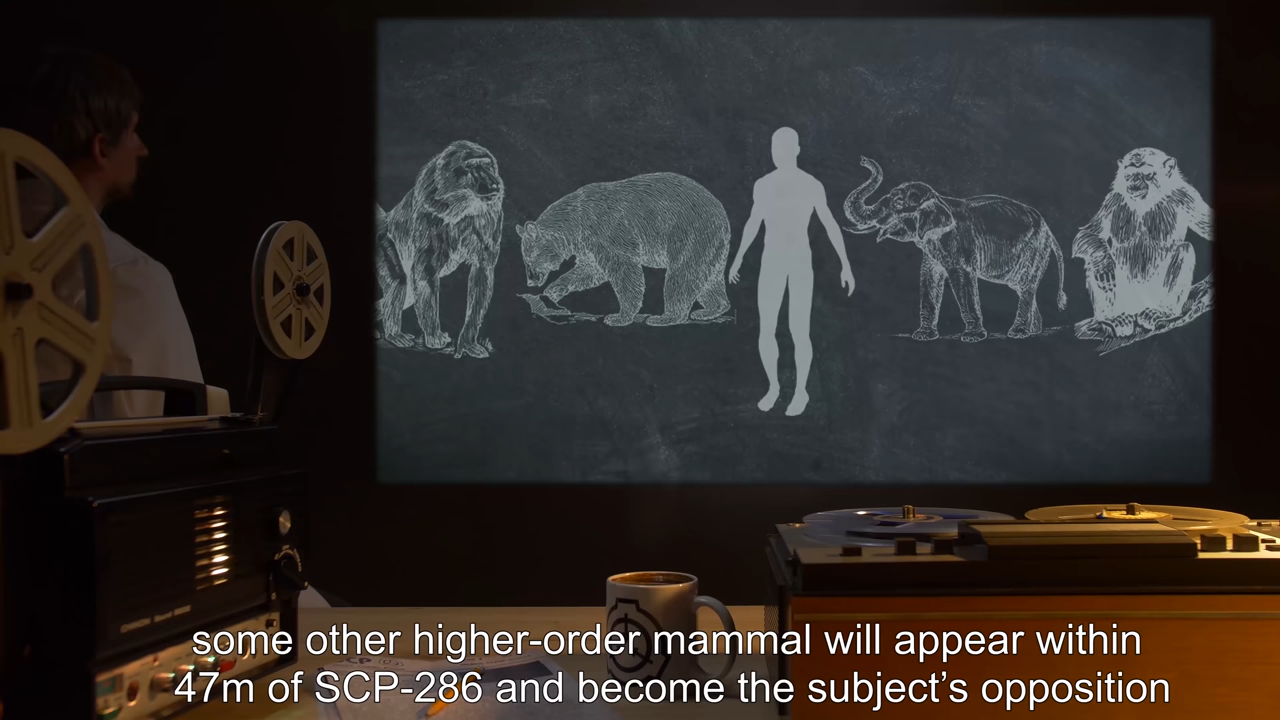 some other higher-order mammal will appear within
47m of SCP-286 and become the subject’s opposition